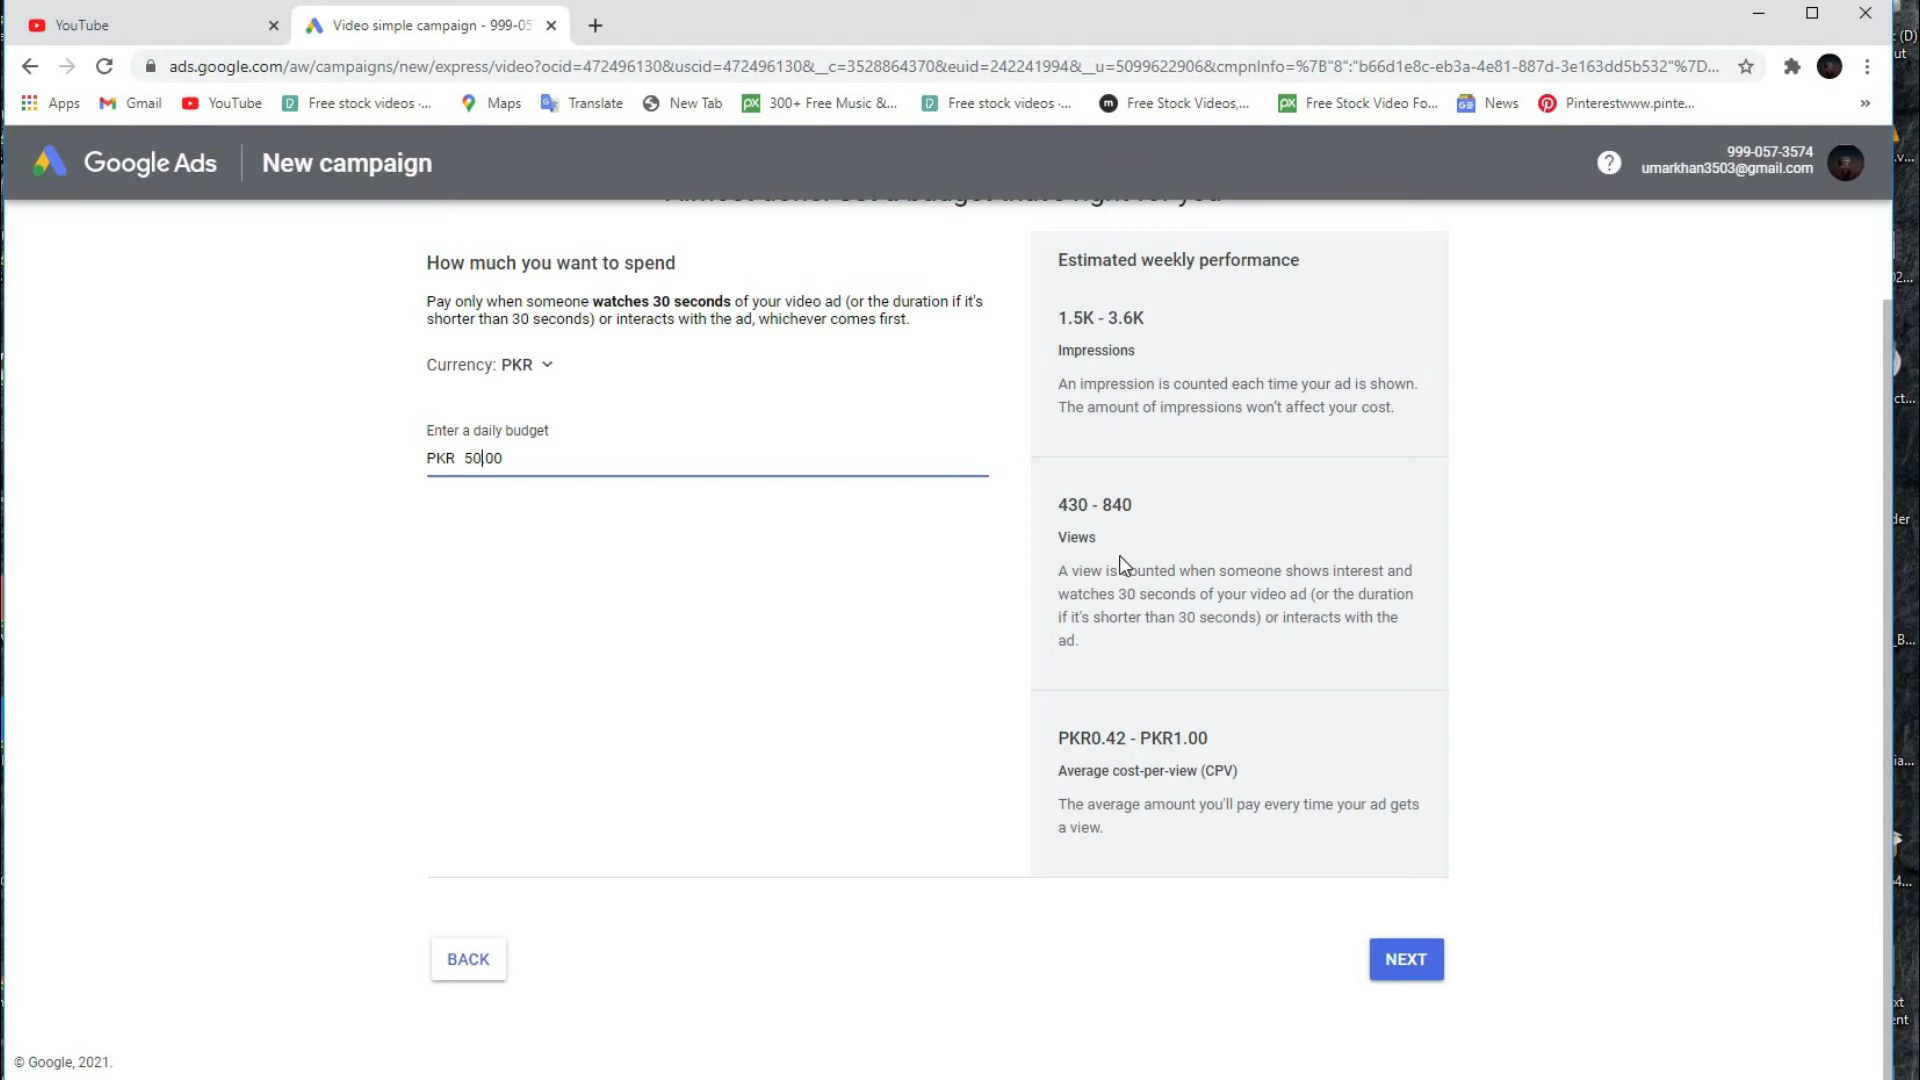 YouTube
Video simple campaign - 999-05
ads.google.com/aw/campaigns/new/express/video?ocid=472496130&uscid=472496130&__c=3528864370&euid=242241994&__u=5099622906&cmpnInfo=%7B"8":"b66d1e8c-eb3a-4e81-887d-3e163dd5b532"%7D...
Apps Gmail YouTube Free stock videos -... Maps Translate New Tab 300+ Free Music &... Free stock videos -... Free Stock Videos,... Free Stock Video Fo... News Pinterestwww.pinte... »
Google Ads New campaign
999-057-3574
umarkhan3503@gmail.com
How much you want to spend
Pay only when someone watches 30 seconds of your video ad (or the duration if it's
shorter than 30 seconds) or interacts with the ad, whichever comes first.
Currency: PKR
Enter a daily budget
PKR 50.00
Estimated weekly performance
1.5K - 3.6K
Impressions
An impression is counted each time your ad is shown.
The amount of impressions won't affect your cost.
430 - 840
Views
A view is counted when someone shows interest and
watches 30 seconds of your video ad (or the duration
if it's shorter than 30 seconds) or interacts with the
ad.
PKR0.42 - PKR1.00
Average cost-per-view (CPV)
The average amount you'll pay every time your ad gets
a view.
BACK
NEXT
© Google, 2021.